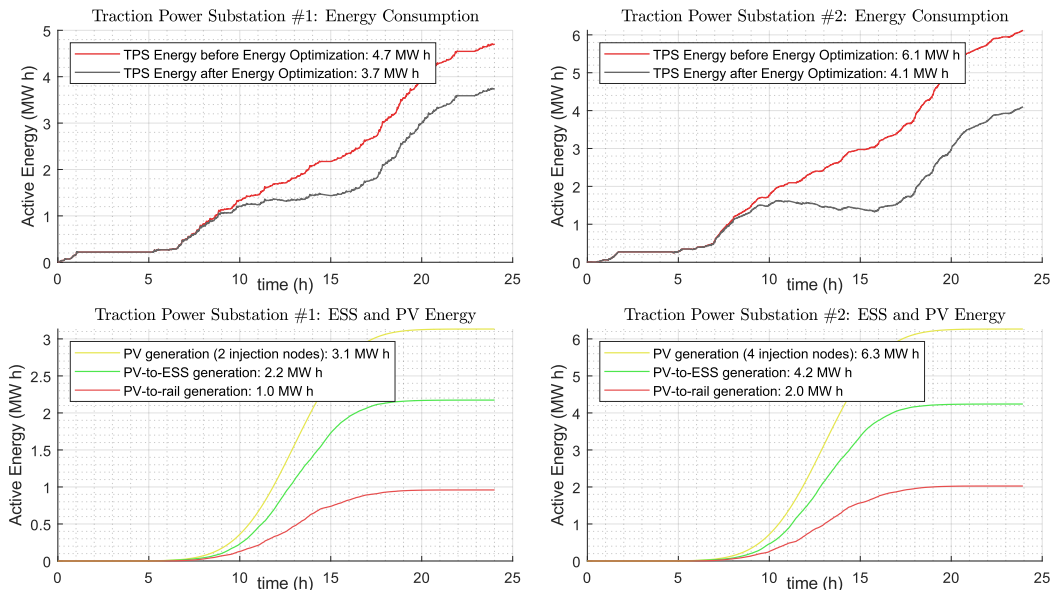 Traction Power Substation #1: Energy Consumption
5
4
3
2
1
0
Active Energy (MW h)
TPS Energy before Energy Optimization: 4.7 MW h
TPS Energy after Energy Optimization: 3.7 MW h
0 5 10 15 20 25
time (h)
Traction Power Substation #2: Energy Consumption
6
5
4
3
2
1
0
Active Energy (MW h)
TPS Energy before Energy Optimization: 6.1 MW h
TPS Energy after Energy Optimization: 4.1 MW h
0 5 10 15 20 25
time (h)
Traction Power Substation #1: ESS and PV Energy
3
2.5
2
1.5
1
0.5
0
Active Energy (MW h)
PV generation (2 injection nodes): 3.1 MW h
PV-to-ESS generation: 2.2 MW h
PV-to-rail generation: 1.0 MW h
0 5 10 15 20 25
time (h)
Traction Power Substation #2: ESS and PV Energy
6
5
4
3
2
1
0
Active Energy (MW h)
PV generation (4 injection nodes): 6.3 MW h
PV-to-ESS generation: 4.2 MW h
PV-to-rail generation: 2.0 MW h
0 5 10 15 20 25
time (h)